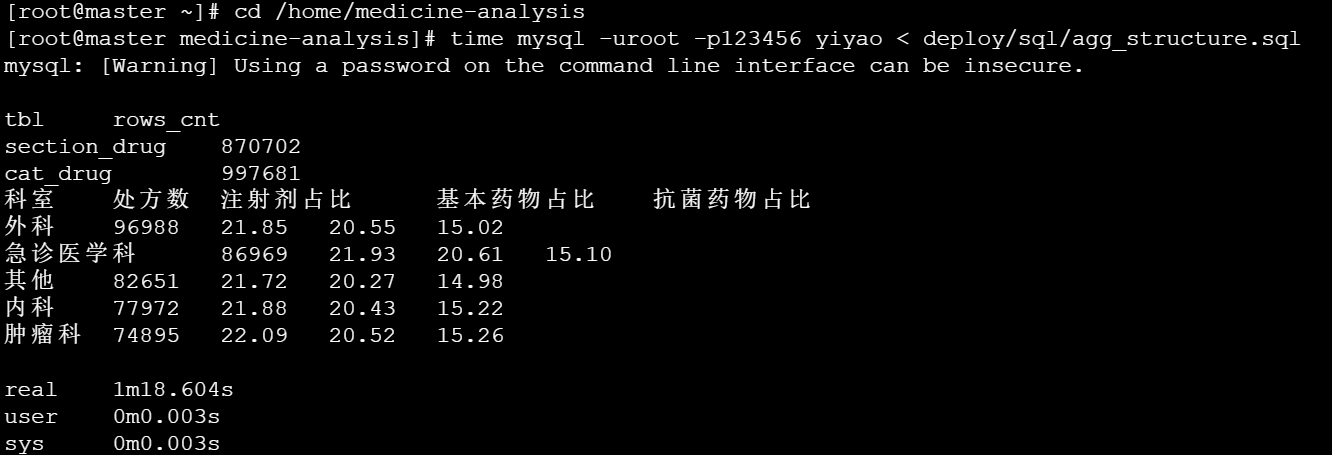 [root@master ~]# cd /home/medicine-analysis
[root@master medicine-analysis]# time mysql -uroot -p123456 yiyao < deploy/sql/agg_structure.sql
mysql: [Warning] Using a password on the command line interface can be insecure.
tbl rows_cnt
section_drug 870702
cat_drug 997681
科室 处方数 注射剂占比 基本药物占比 抗菌药物占比
外科 96988 21.85 20.55 15.02
急诊医学科 86969 21.93 20.61 15.10
其他 82651 21.72 20.27 14.98
内科 77972 21.88 20.43 15.22
肿瘤科 74895 22.09 20.52 15.26
real 1m18.604s
user 0m0.003s
sys 0m0.003s